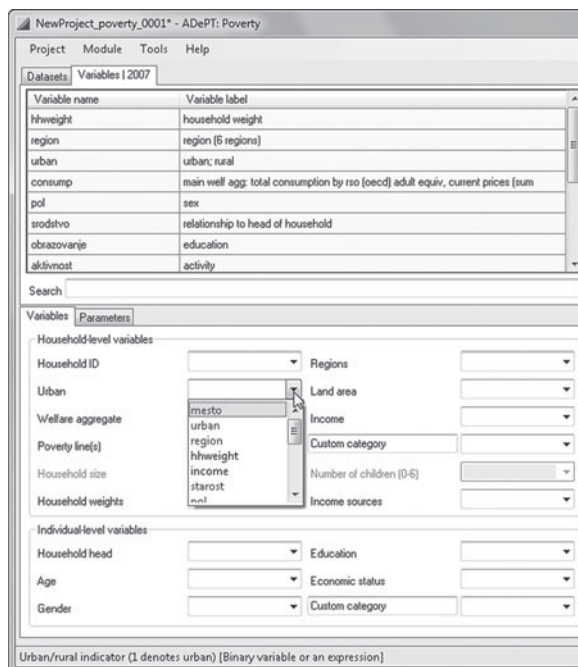 NewProject_poverty_0001* - ADePT: Poverty
Project Module Tools Help
Datasets Variables | 2007
Variable name Variable label
hhweight household weight
region region (6 regions)
urban urban; rural
consump main welf agg: total consumption by rso (oecd) adult equiv, current prices (sum
pol sex
srodstvo relationship to head of household
obrazovanje education
aktivnost activity
Search
Variables Parameters
Household-level variables
Household ID Regions
Urban Land area
mesto
Welfare aggregate urban Income
region
Poverty line(s) hhweight Custom category
income
Household size starost Number of children (0-6)
pol
Household weights Income sources
Individual-level variables
Household head Education
Age Economic status
Gender Custom category
Urban/rural indicator (1 denotes urban) [Binary variable or an expression]